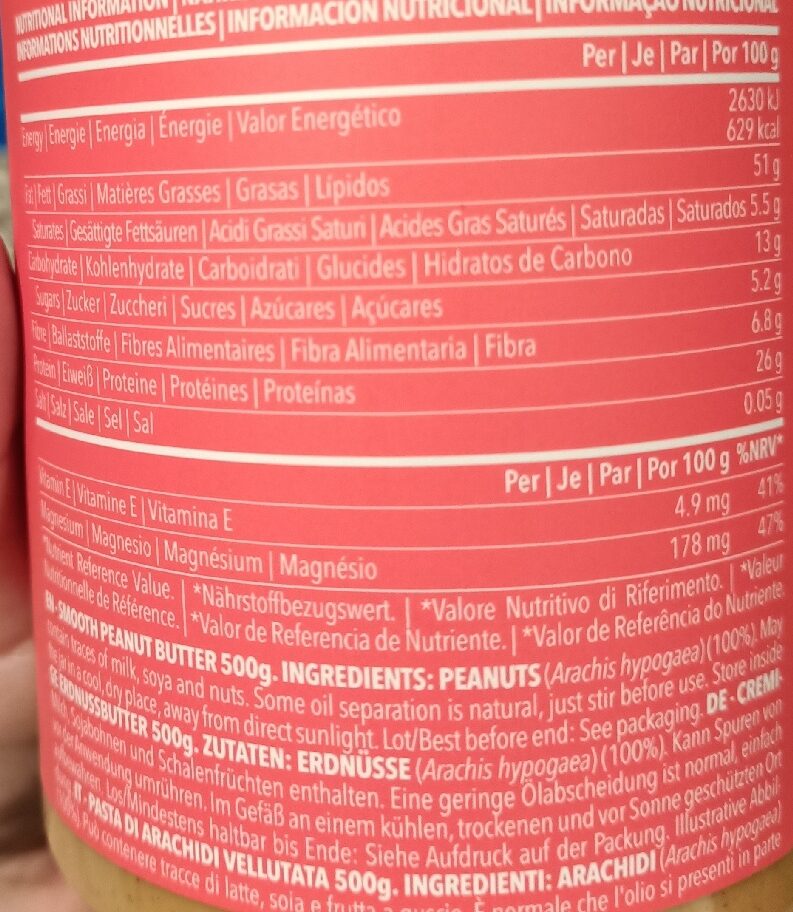 NUTRITIONAL INFORMATION |
INFORMATIONS NUTRITIONNELLES | INFORMACIÓN NUTRICIONAL | INFORMAÇÃO NUTRICIONAL
Per | Je | Par | Por 100 g
Energy | Energie | Energia | Énergie | Valor Energético 2630 kJ
629 kcal
Fat | Fett | Grassi | Matières Grasses | Grasas | Lípidos 51 g
Saturates | Gesättigte Fettsäuren | Acidi Grassi Saturi | Acides Gras Saturés | Saturadas | Saturados 5.5 g
Carbohydrate | Kohlenhydrate | Carboidrati | Glucides | Hidratos de Carbono 13 g
Sugars | Zucker | Zuccheri | Sucres | Azúcares | Açúcares 5.2 g
Fibre | Ballaststoffe | Fibres Alimentaires | Fibra Alimentaria | Fibra 6.8 g
Protein | Eiweiß | Proteine | Protéines | Proteínas 26 g
Salt | Salz | Sale | Sel | Sal 0.05 g
Per | Je | Par | Por 100 g %NRV*
Vitamin E | Vitamine E | Vitamina E 4.9 mg 41%
Magnesium | Magnesio | Magnésium | Magnésio 178 mg 47%
*Nutrient Reference Value. | *Nährstoffbezugswert. | *Valore Nutritivo di Riferimento. | *Valeur
Nutritionnelle de Référence. | *Valor de Referencia de Nutriente. | *Valor de Referência do Nutriente.
EN - SMOOTH PEANUT BUTTER 500g. INGREDIENTS: PEANUTS (Arachis hypogaea) (100%). May
contain traces of milk, soya and nuts. Some oil separation is natural, just stir before use. Store inside
the jar in a cool, dry place, away from direct sunlight. Lot/Best before end: See packaging. DE - CREMI-
GE ERDNUSSBUTTER 500g. ZUTATEN: ERDNÜSSE (Arachis hypogaea) (100%). Kann Spuren von
Sojabohnen und Schalenfrüchten enthalten. Eine geringe Ölabscheidung ist normal, einfach
vor der Anwendung umrühren. Im Gefäß an einem kühlen, trockenen und vor Sonne geschützten Ort
aufbewahren. Los/Mindestens haltbar bis Ende: Siehe Aufdruck auf der Packung. Illustrative Abbil-
IT - PASTA DI ARACHIDI VELLUTATA 500g. INGREDIENTI: ARACHIDI (Arachis hypogaea)
(100%). Può contenere tracce di latte, soia e frutta a guscio. È normale che l'olio si presenti in parte